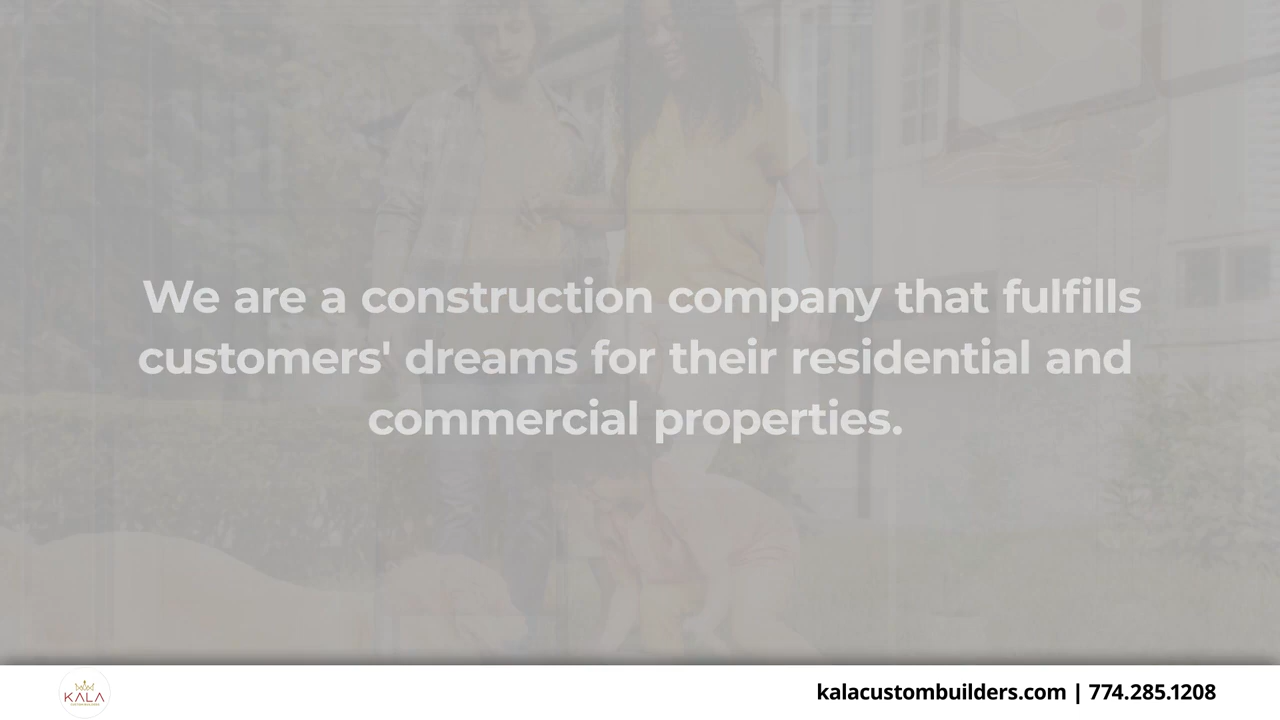 We are a construction company that fulfills
customers' dreams for their residential and
commercial properties.
KALA
kalacustombuilders.com | 774.285.1208